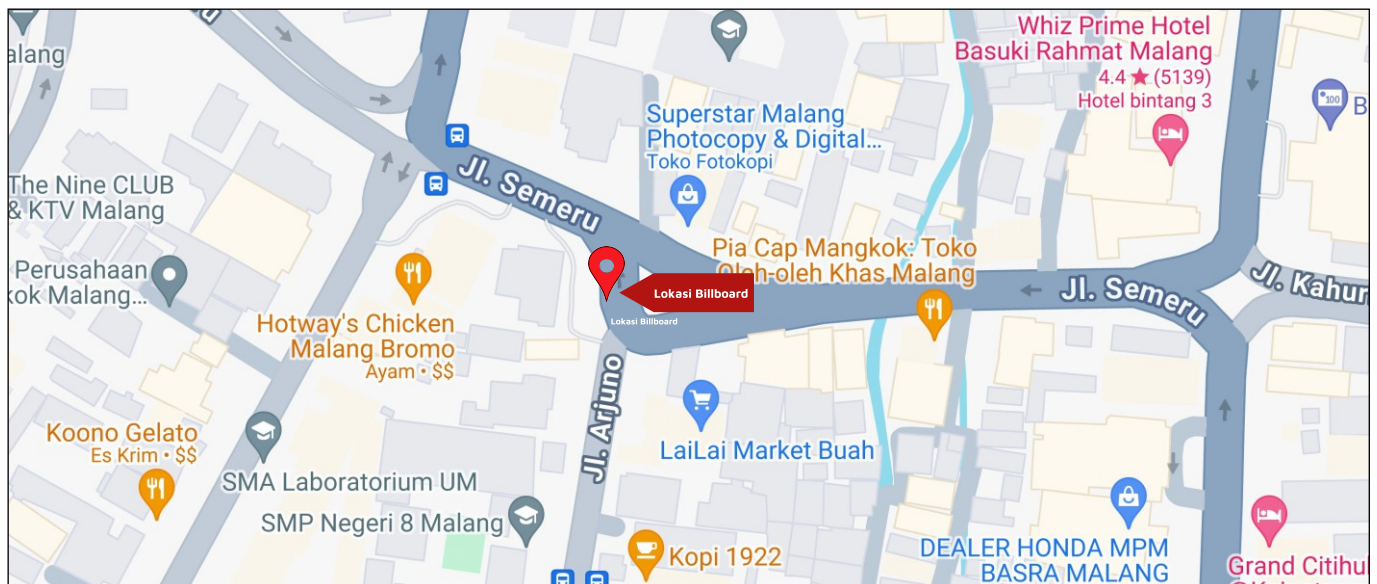 alang
Whiz Prime Hotel
Basuki Rahmat Malang
4.4 ★ (5139)
Hotel bintang 3
100
B
Superstar Malang
Photocopy & Digital...
Toko Fotokopi
Jl. Semeru
The Nine CLUB
& KTV Malang
Pia Cap Mangkok: Toko
Oleh-oleh Khas Malang
Perusahaan
kok Malang...
Lokasi Billboard
Lokasi Billboard
Jl. Semeru
Jl. Kahur
Hotway's Chicken
Malang Bromo
Ayam • $$
Jl. Arjuno
Koono Gelato
Es Krim • $$
LaiLai Market Buah
SMA Laboratorium UM
SMP Negeri 8 Malang
Kopi 1922
DEALER HONDA MPM
BASRA MALANG
Grand Citihu